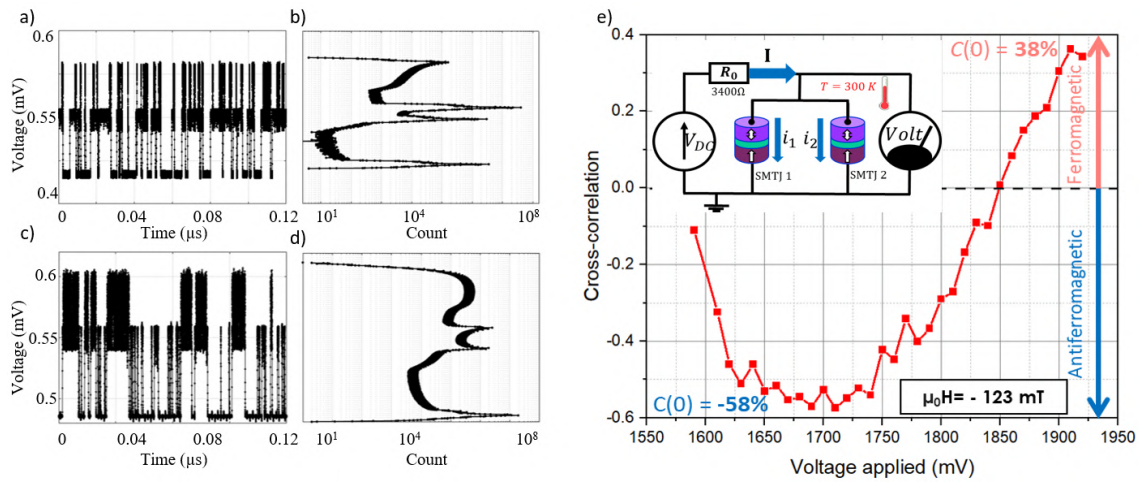 a)
0.6
0.55
0.4
Voltage (mV)
0 0.04 0.08 0.12
Time (µs)
b)
10¹ 10⁴ 10⁸
Count
c)
0.6
0.55
0.5
Voltage (mV)
0 0.04 0.08 0.12
Time (µs)
d)
10¹ 10⁴ 10⁸
Count
e)
0.4
0.2
0.0
-0.2
-0.4
-0.6
Cross-correlation
1550 1600 1650 1700 1750 1800 1850 1900 1950
Voltage applied (mV)
C(0) = 38%
Ferromagnetic
Antiferromagnetic
C(0) = -58%
µ₀H= - 123 mT
I
R₀
3400Ω
T = 300 K
V_DC
i₁ i₂
Volt
SMTJ 1 SMTJ 2